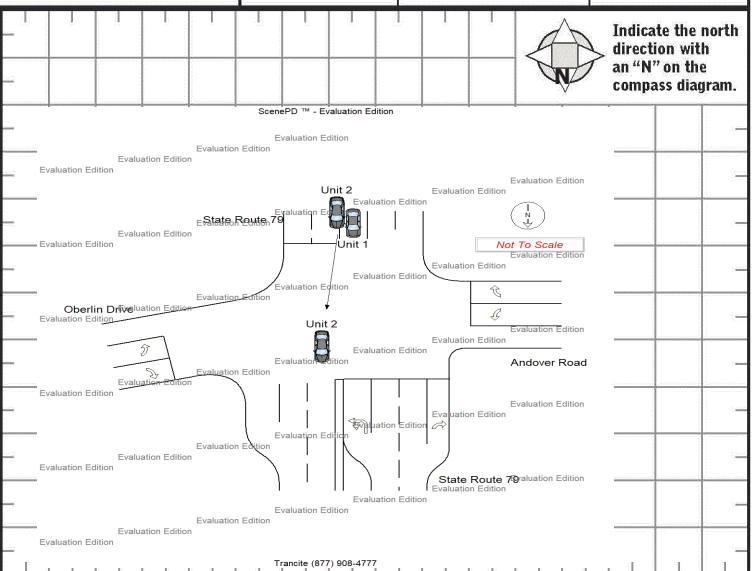 Indicate the north
direction with
an “N” on the
compass diagram.
N
ScenePD ™ - Evaluation Edition
Evaluation Edition
Evaluation Edition
Evaluation Edition
Evaluation Edition
Evaluation Edition
Evaluation Edition
Unit 2
Evaluation Edition
Evaluation Edition
State Route 79
Evaluation Edition
N
Evaluation Edition
Evaluation Edition
Unit 1
Not To Scale
Evaluation Edition
Evaluation Edition
Evaluation Edition
Evaluation Edition
Evaluation Edition
Oberlin Drive
Evaluation Edition
Evaluation Edition
Unit 2
Evaluation Edition
Evaluation Edition
Evaluation Edition
Evaluation Edition
Andover Road
Evaluation Edition
Evaluation Edition
Evaluation Edition
Evaluation Edition
Evaluation Edition
Evaluation Edition
Evaluation Edition
Evaluation Edition
Evaluation Edition
State Route 79
Evaluation Edition
Evaluation Edition
Evaluation Edition
Evaluation Edition
Evaluation Edition
Evaluation Edition
Evaluation Edition
Trancite (877) 908-4777